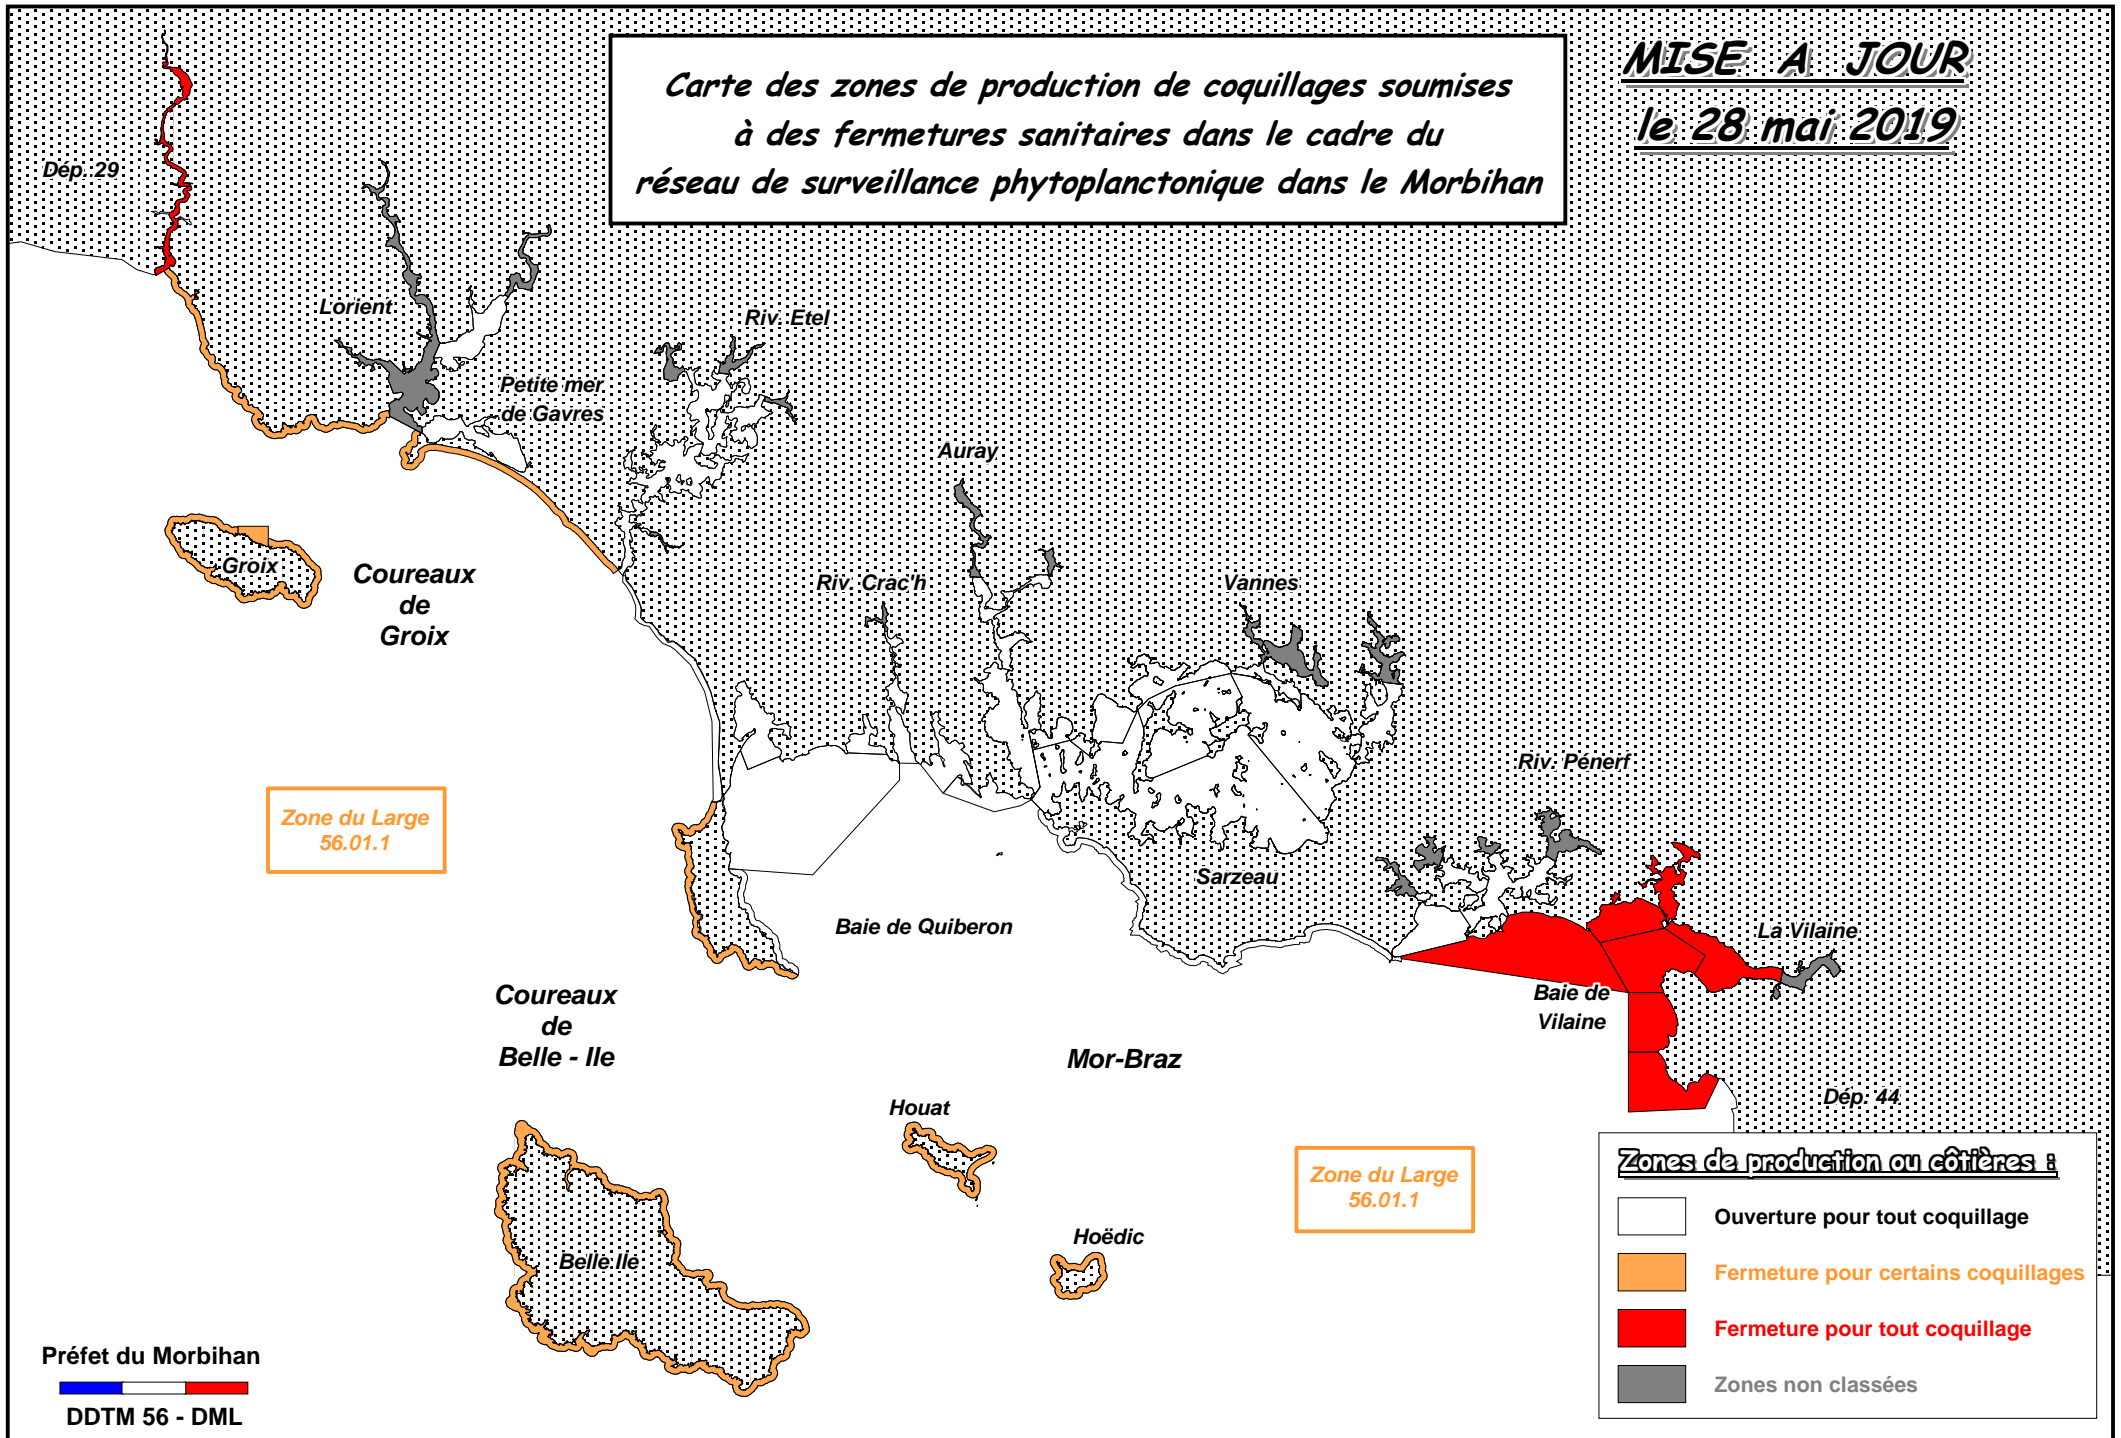 Carte des zones de production de coquillages soumises
à des fermetures sanitaires dans le cadre du
réseau de surveillance phytoplanctonique dans le Morbihan
MISE A JOUR
le 28 mai 2019
Dép. 29
Lorient
Riv. Etel
Petite mer
de Gavres
Auray
Groix
Coureaux
de
Groix
Riv. Crac'h
Vannes
Riv. Pénerf
Zone du Large
56.01.1
Sarzeau
Baie de Quiberon
La Vilaine
Baie de
Vilaine
Coureaux
de
Belle - Ile
Mor-Braz
Dép. 44
Houat
Zone du Large
56.01.1
Hoëdic
Belle Ile
Zones de production ou côtières :
Ouverture pour tout coquillage
Fermeture pour certains coquillages
Fermeture pour tout coquillage
Zones non classées
Préfet du Morbihan
DDTM 56 - DML